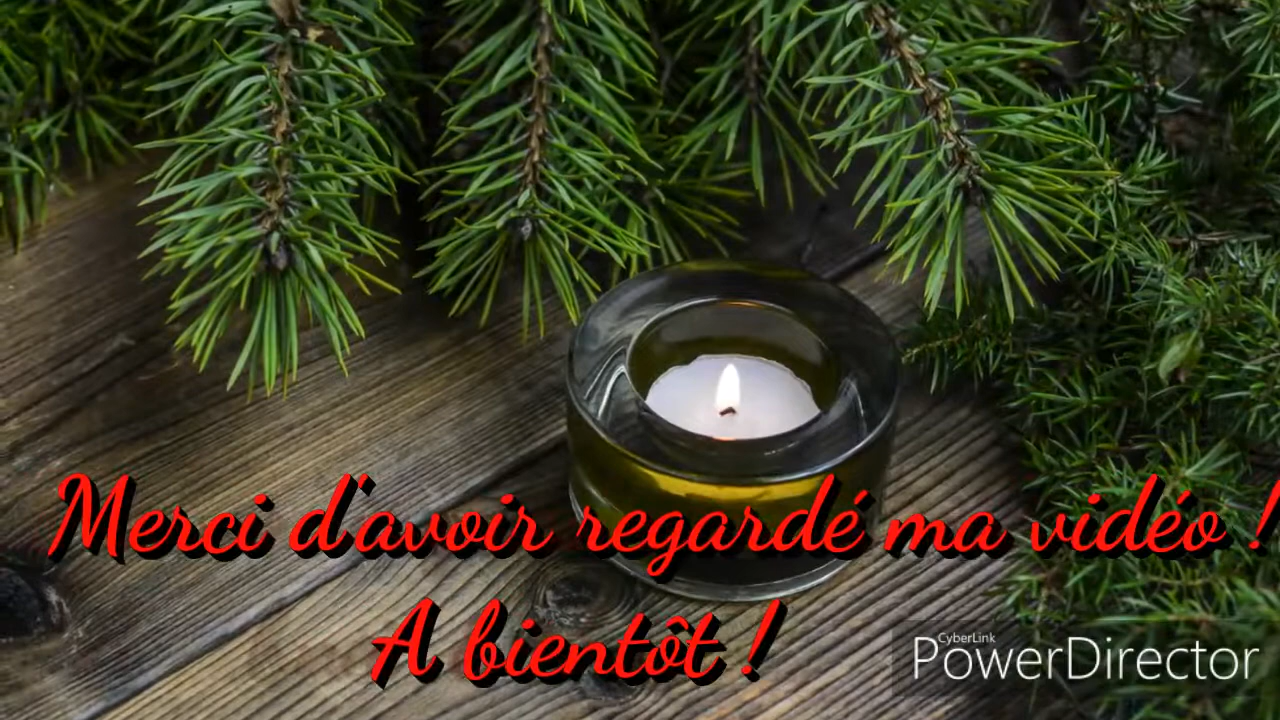 Merci d'avoir regardé ma vidéo !
A bientôt !
CyberLink
PowerDirector